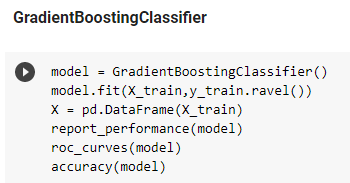 GradientBoostingClassifier
model = GradientBoostingClassifier()
model.fit(X_train,y_train.ravel())
X = pd.DataFrame(X_train)
report_performance(model)
roc_curves(model)
accuracy(model)